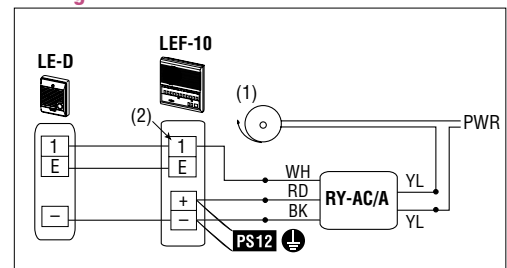 LEF-10
LE-D
(1)
(2)
PWR
1
1
E
E
WH
RD
BK
RY-AC/A
YL
YL
+
–
–
PS12